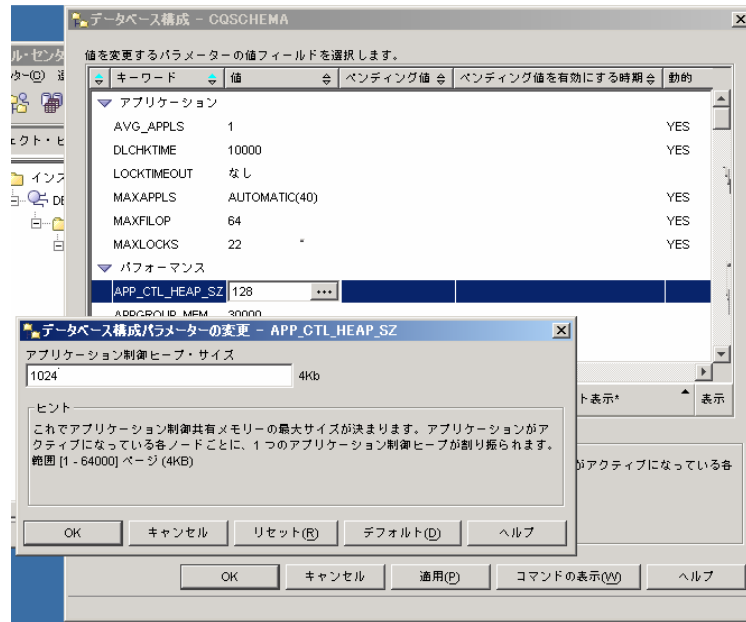 データベース構成 - CQSCHEMA
値を変更するパラメーターの値フィールドを選択します。
キーワード 値 ペンディング値 ペンディング値を有効にする時期 動的
アプリケーション
AVG_APPLS 1 YES
DLCHKTIME 10000 YES
LOCKTIMEOUT なし
MAXAPPLS AUTOMATIC(40) YES
MAXFILOP 64 YES
MAXLOCKS 22 YES
パフォーマンス
APP_CTL_HEAP_SZ 128
APPGROUP_MEM 30000
データベース構成パラメーターの変更 - APP_CTL_HEAP_SZ
アプリケーション制御ヒープ・サイズ
1024 4Kb
ヒント
これでアプリケーション制御共有メモリーの最大サイズが決まります。アプリケーションがア
クティブになっている各ノードごとに、1 つのアプリケーション制御ヒープが割り振られます。
範囲 [1 - 64000] ページ (4KB)
OK キャンセル リセット(R) デフォルト(D) ヘルプ
ト表示* 表示
がアクティブになっている各
OK キャンセル 適用(P) コマンドの表示(W) ヘルプ